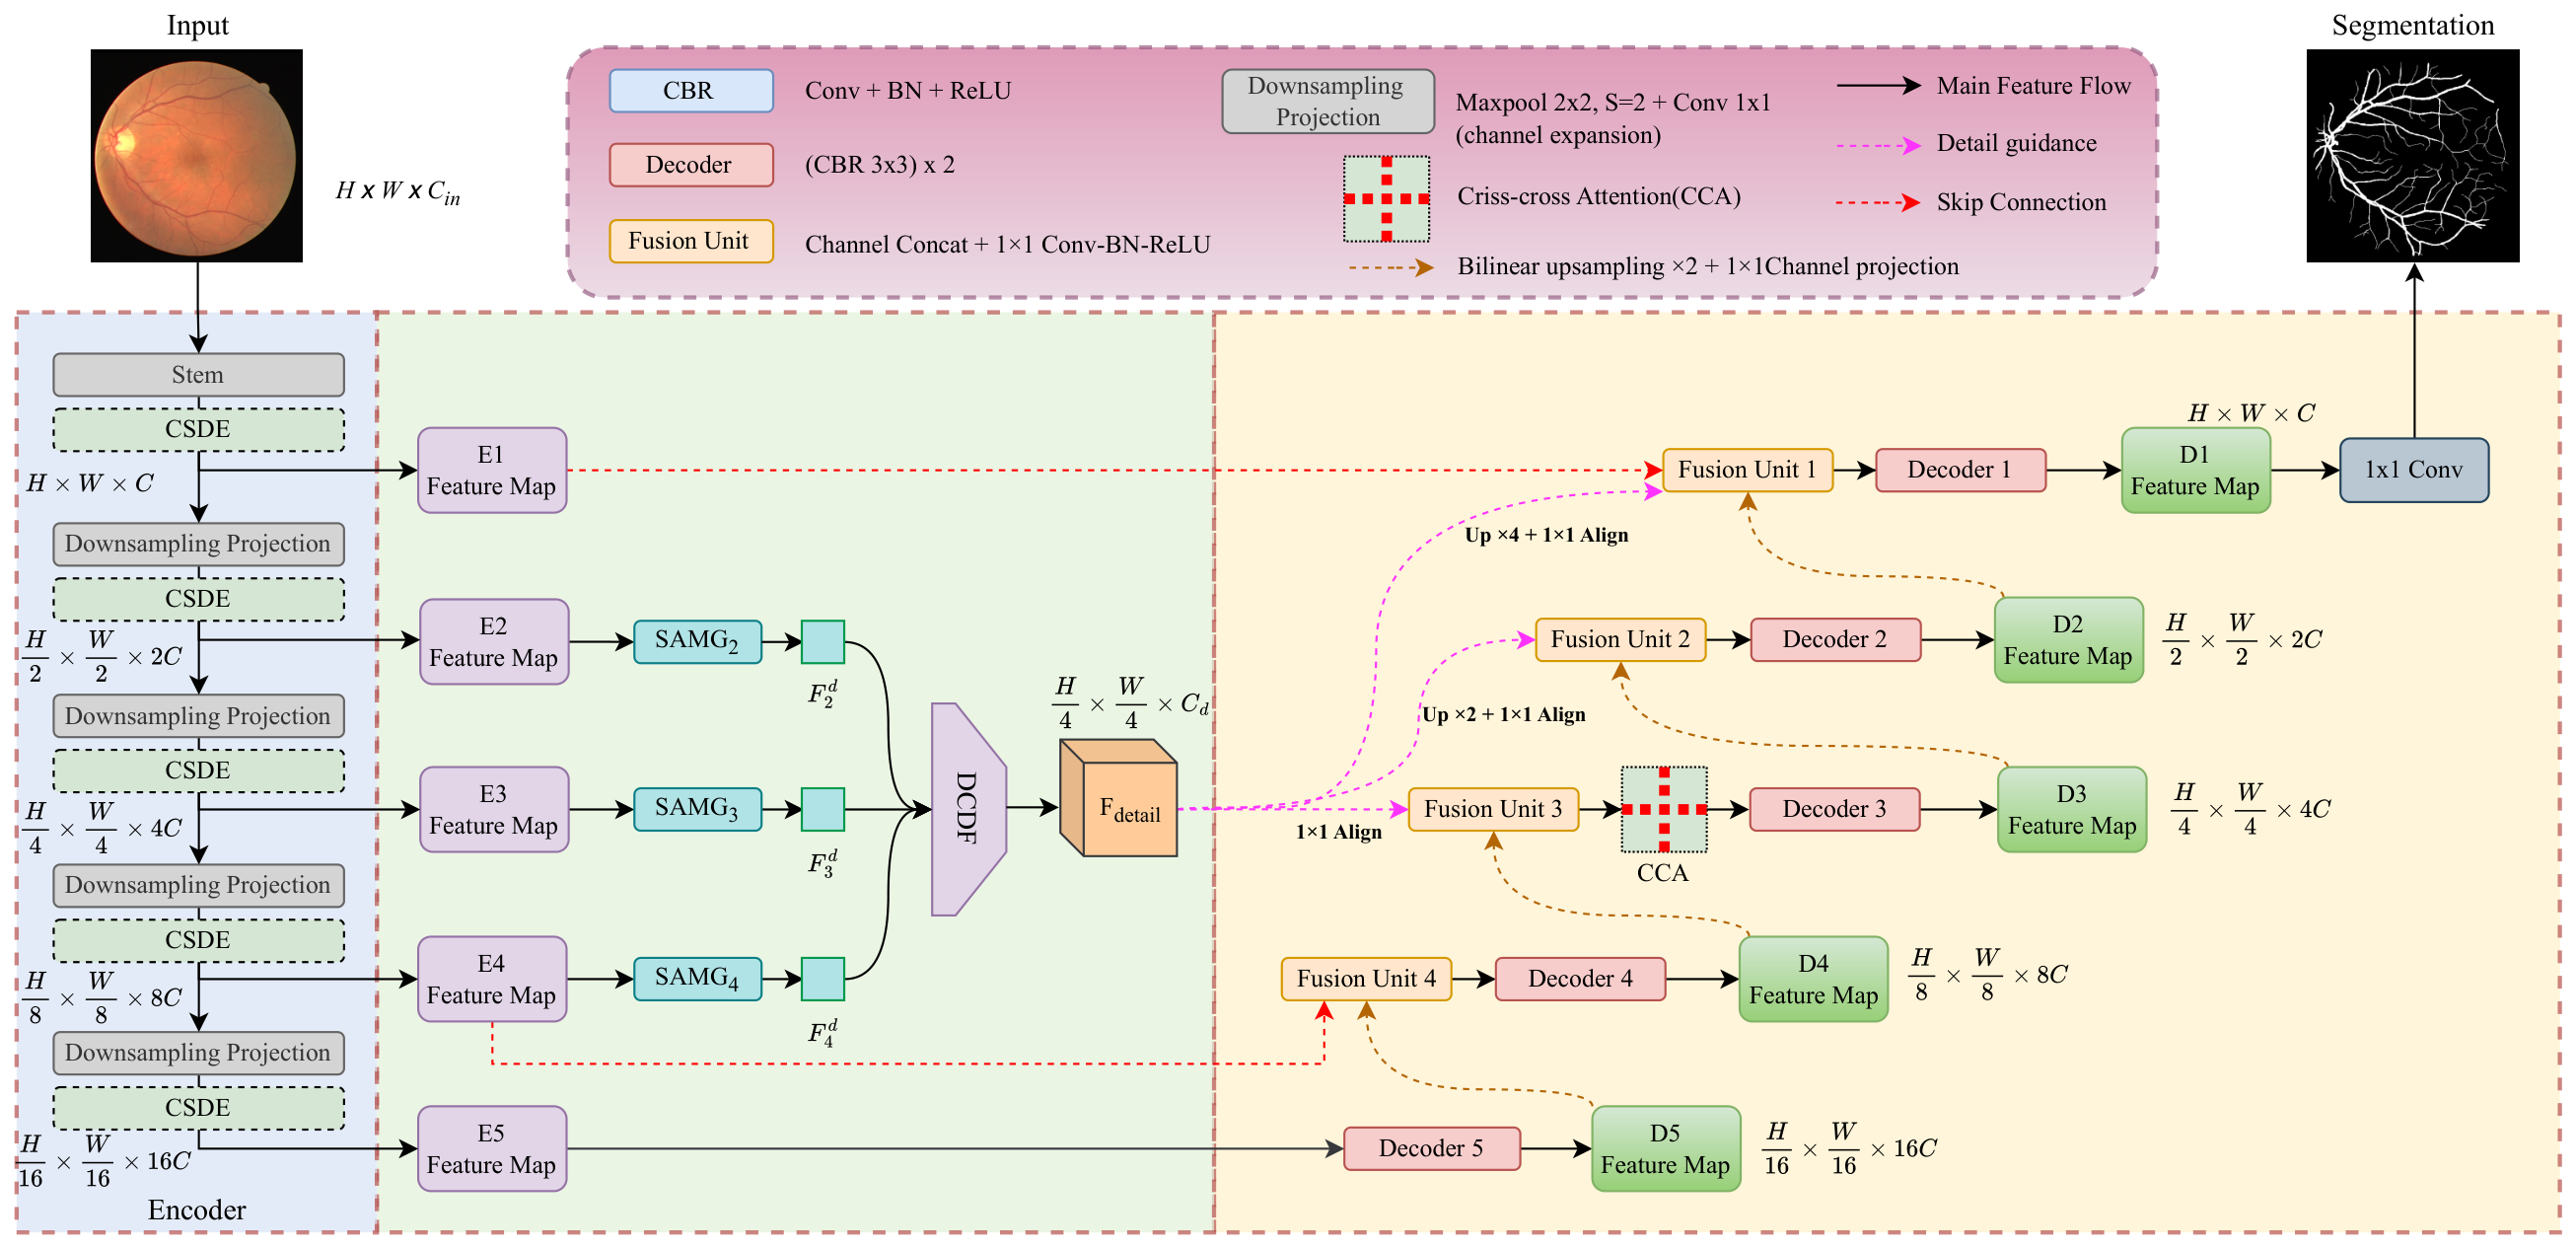 Input
Segmentation
H x W x C_in
CBR
Conv + BN + ReLU
Decoder
(CBR 3x3) x 2
Fusion Unit
Channel Concat + 1×1 Conv-BN-ReLU
Downsampling
Projection
Maxpool 2x2, S=2 + Conv 1x1
(channel expansion)
Criss-cross Attention(CCA)
Bilinear upsampling ×2 + 1×1Channel projection
Main Feature Flow
Detail guidance
Skip Connection
Stem
CSDE
H × W × C
Downsampling Projection
CSDE
H/2 × W/2 × 2C
Downsampling Projection
CSDE
H/4 × W/4 × 4C
Downsampling Projection
CSDE
H/8 × W/8 × 8C
Downsampling Projection
CSDE
H/16 × W/16 × 16C
Encoder
E1
Feature Map
E2
Feature Map
SAMG_2
F_2^d
E3
Feature Map
SAMG_3
F_3^d
E4
Feature Map
SAMG_4
F_4^d
E5
Feature Map
DCDF
H/4 × W/4 × C_d
F_detail
Up ×4 + 1×1 Align
Up ×2 + 1×1 Align
1×1 Align
Fusion Unit 1
Decoder 1
H × W × C
D1
Feature Map
1x1 Conv
Fusion Unit 2
Decoder 2
D2
Feature Map
H/2 × W/2 × 2C
Fusion Unit 3
CCA
Decoder 3
D3
Feature Map
H/4 × W/4 × 4C
Fusion Unit 4
Decoder 4
D4
Feature Map
H/8 × W/8 × 8C
Decoder 5
D5
Feature Map
H/16 × W/16 × 16C